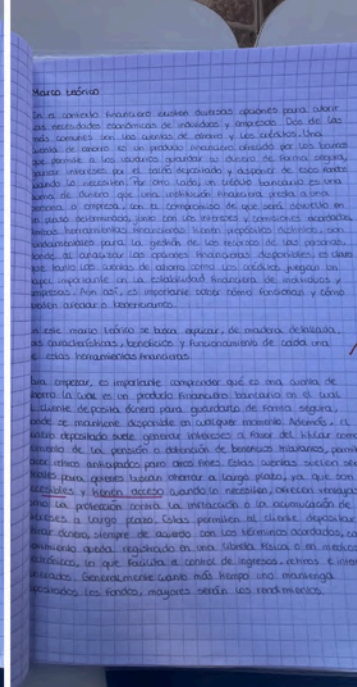 Marco teórico
En el contexto financiero existen diversas opciones para cubrir
las necesidades económicas de individuos y empresas. Dos de las
más comunes son las cuentas de ahorro y los créditos. Una
cuenta de ahorro es un producto financiero ofrecido por los bancos
que permite a los usuarios guardar su dinero de forma segura,
ganar intereses por el saldo depositado y disponer de esos fondos
cuando lo necesiten. Por otro lado, un crédito bancario es una
suma de dinero que una institución financiera presta a una
persona o empresa, con el compromiso de que será devuelto en
un plazo determinado, junto con los intereses y comisiones acordadas
herramientas financieras tienen propósitos distintos, son
fundamentales para la gestión de los recursos de las personas,
donde al analizar las opciones financieras disponibles, es clave
que tanto las cuentas de ahorro como los créditos juegan un
papel importante en la estabilidad financiera de individuos y
empresas. Aún así, es importante saber cómo funcionan y cómo
pueden afectar o beneficiarnos.
En este marco teórico se busca explicar, de manera detallada,
las características, beneficios y funcionamiento de cada una
de estas herramientas financieras
Para empezar, es importante comprender qué es una cuenta de
ahorro la cual es un producto financiero bancario en el cual
el cliente deposita dinero para guardarlo de forma segura,
donde se mantiene disponible en cualquier momento. Además, el
depositado suele generar intereses a favor del titular como
de la pensión o obtención de beneficios tributarios,
retiros anticipados para otros fines. Estas cuentas suelen ser
para quienes buscan ahorrar a largo plazo, ya que son
accesibles y tienen acceso cuando lo necesiten, ofrecen ventajas
como la protección contra la inflación o la acumulación de
intereses a largo plazo. Estas permiten al cliente depositar
dinero, siempre de acuerdo con los términos acordados,
queda registrado en una libreta física o en medios
electrónicos, lo que facilita el control de ingresos, retiros e
Generalmente cuanto más tiempo uno mantenga
depositados los fondos, mayores serán los rendimientos.